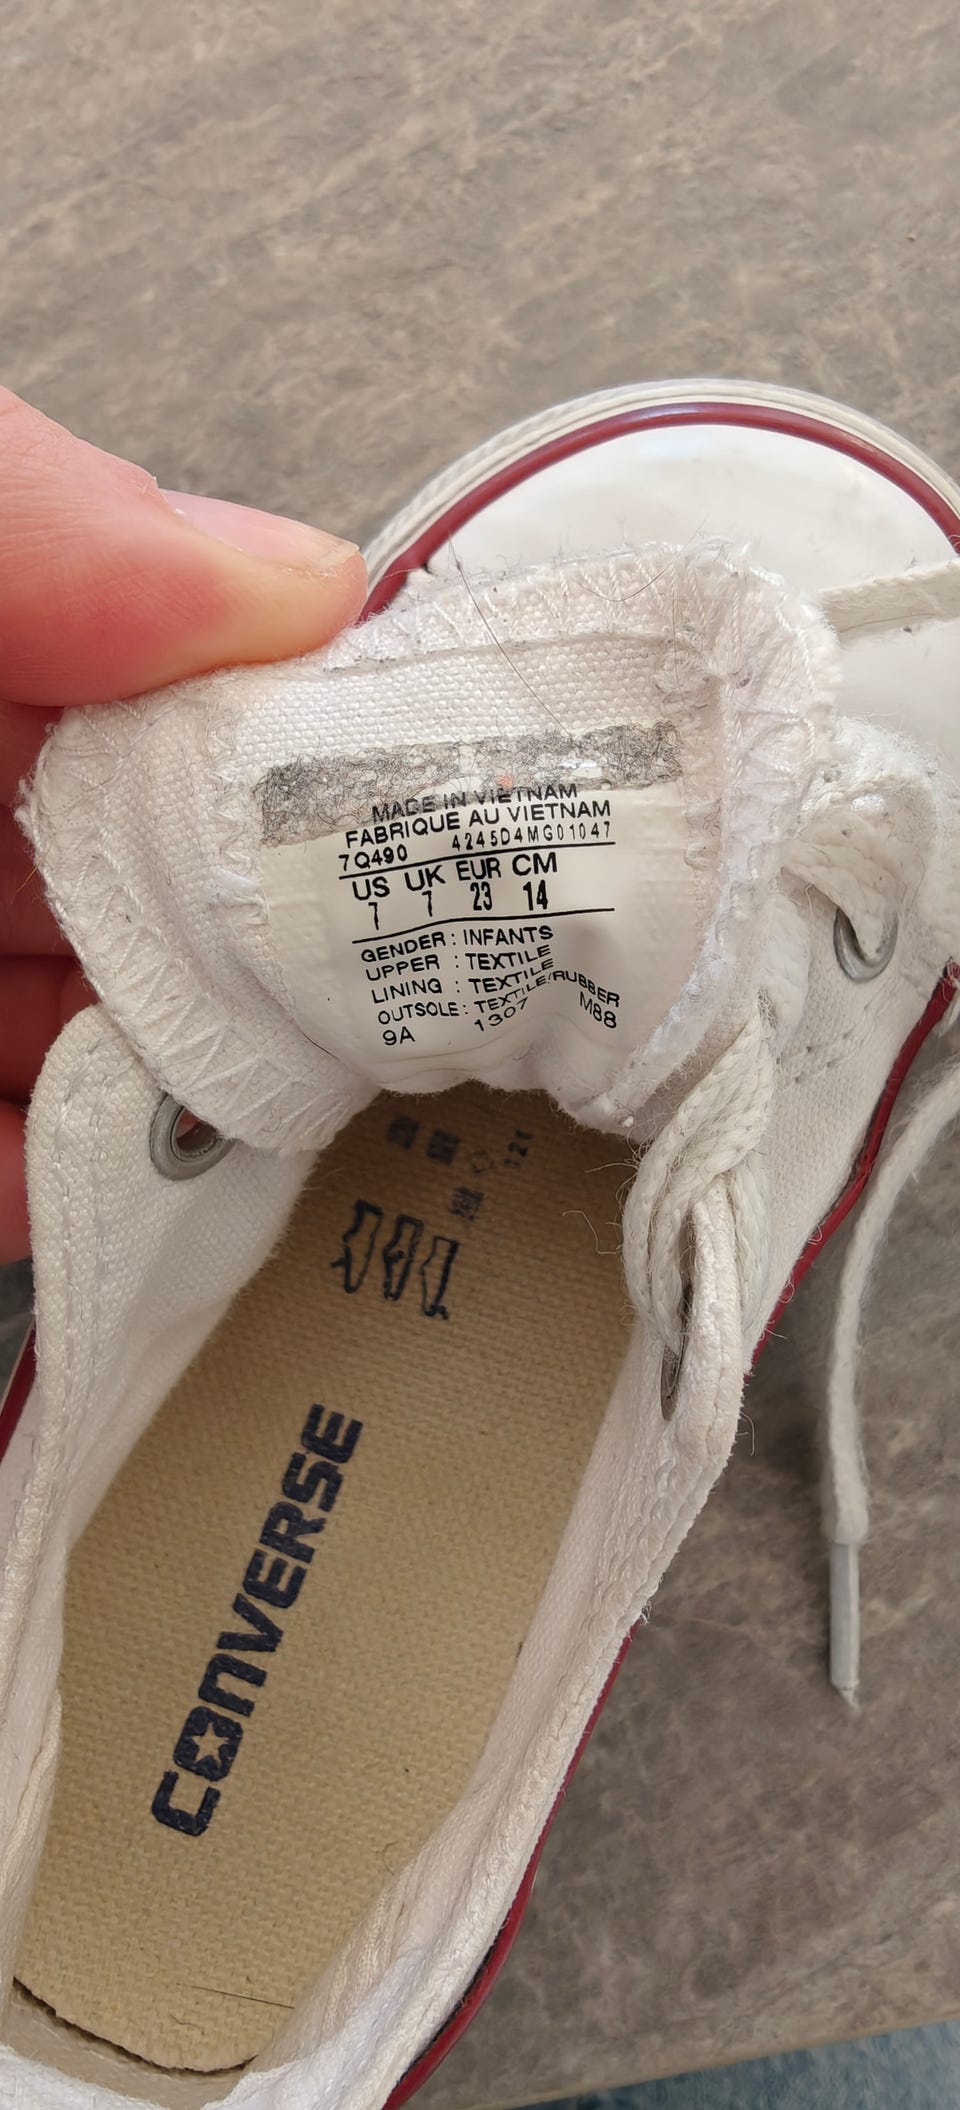 MADE IN VIETNAM
FABRIQUE AU VIETNAM
7Q490 4245D4MG01047
US UK EUR CM
7 7 23 14
GENDER : INFANTS
UPPER : TEXTILE
LINING : TEXTILE
OUTSOLE : TEXTILE/RUBBER
9A 1307 M88
CONVERSE